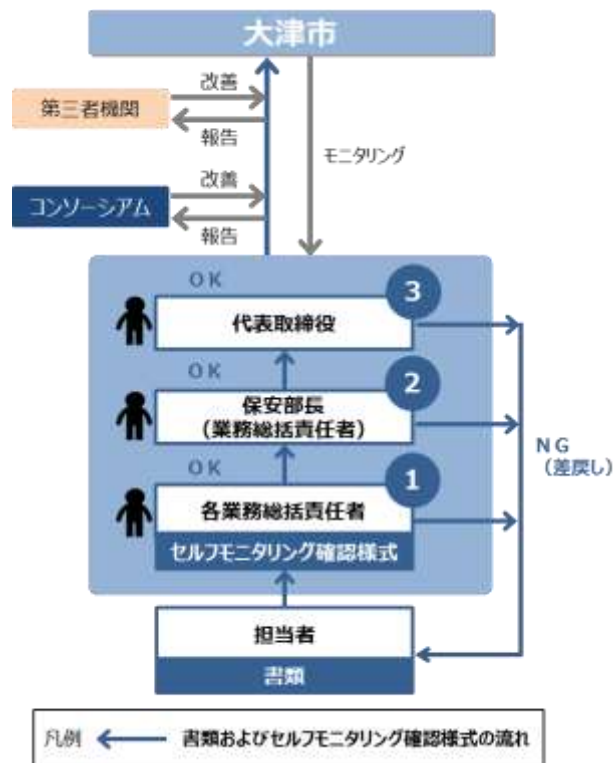 大津市
改善
第三者機関
報告
モニタリング
改善
コンソーシアム
報告
OK
3
代表取締役
OK
2
保安部長
（業務総括責任者）
NG
（差戻し）
OK
1
各業務総括責任者
セルフモニタリング確認様式
担当者
書類
凡例 書類およびセルフモニタリング確認様式の流れ